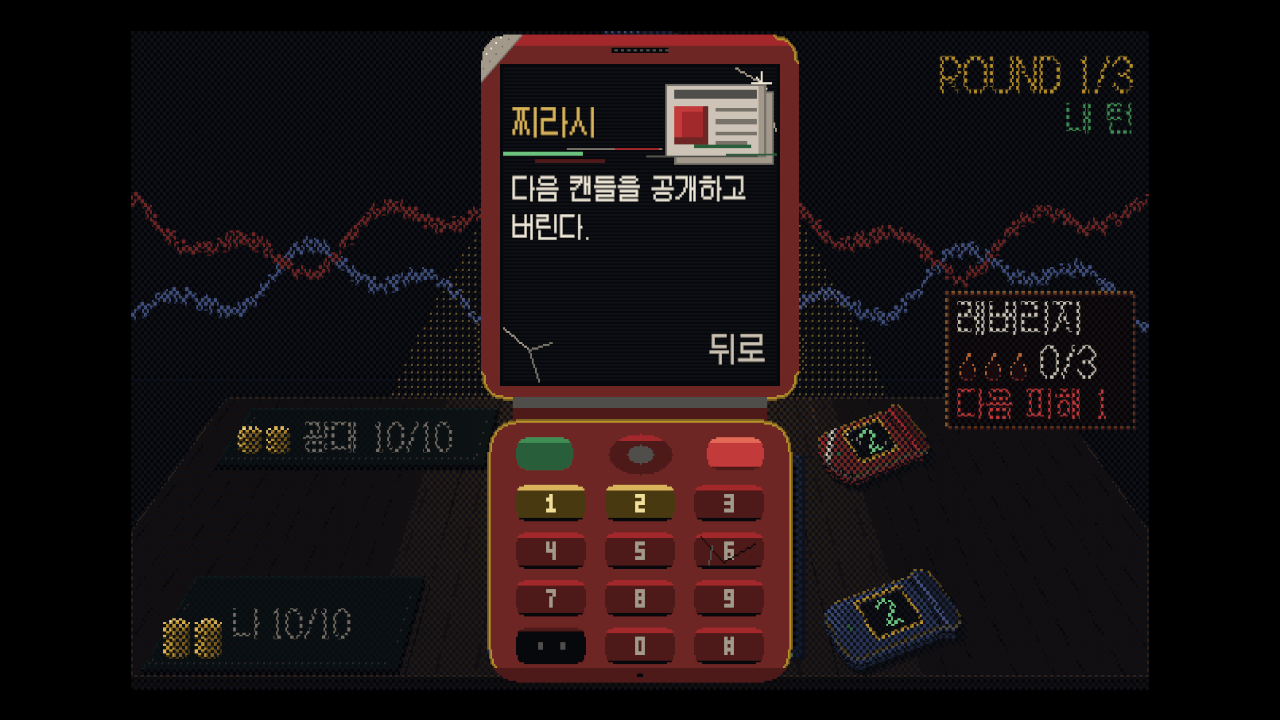 ROUND 1/3
내 턴
찌라시
다음 캔들을 공개하고
버린다.
뒤로
레버리지
0/3
다음 피해 1
광대 10/10
2
나 10/10
2
1 2 3
4 5 6
7 8 9
0 #